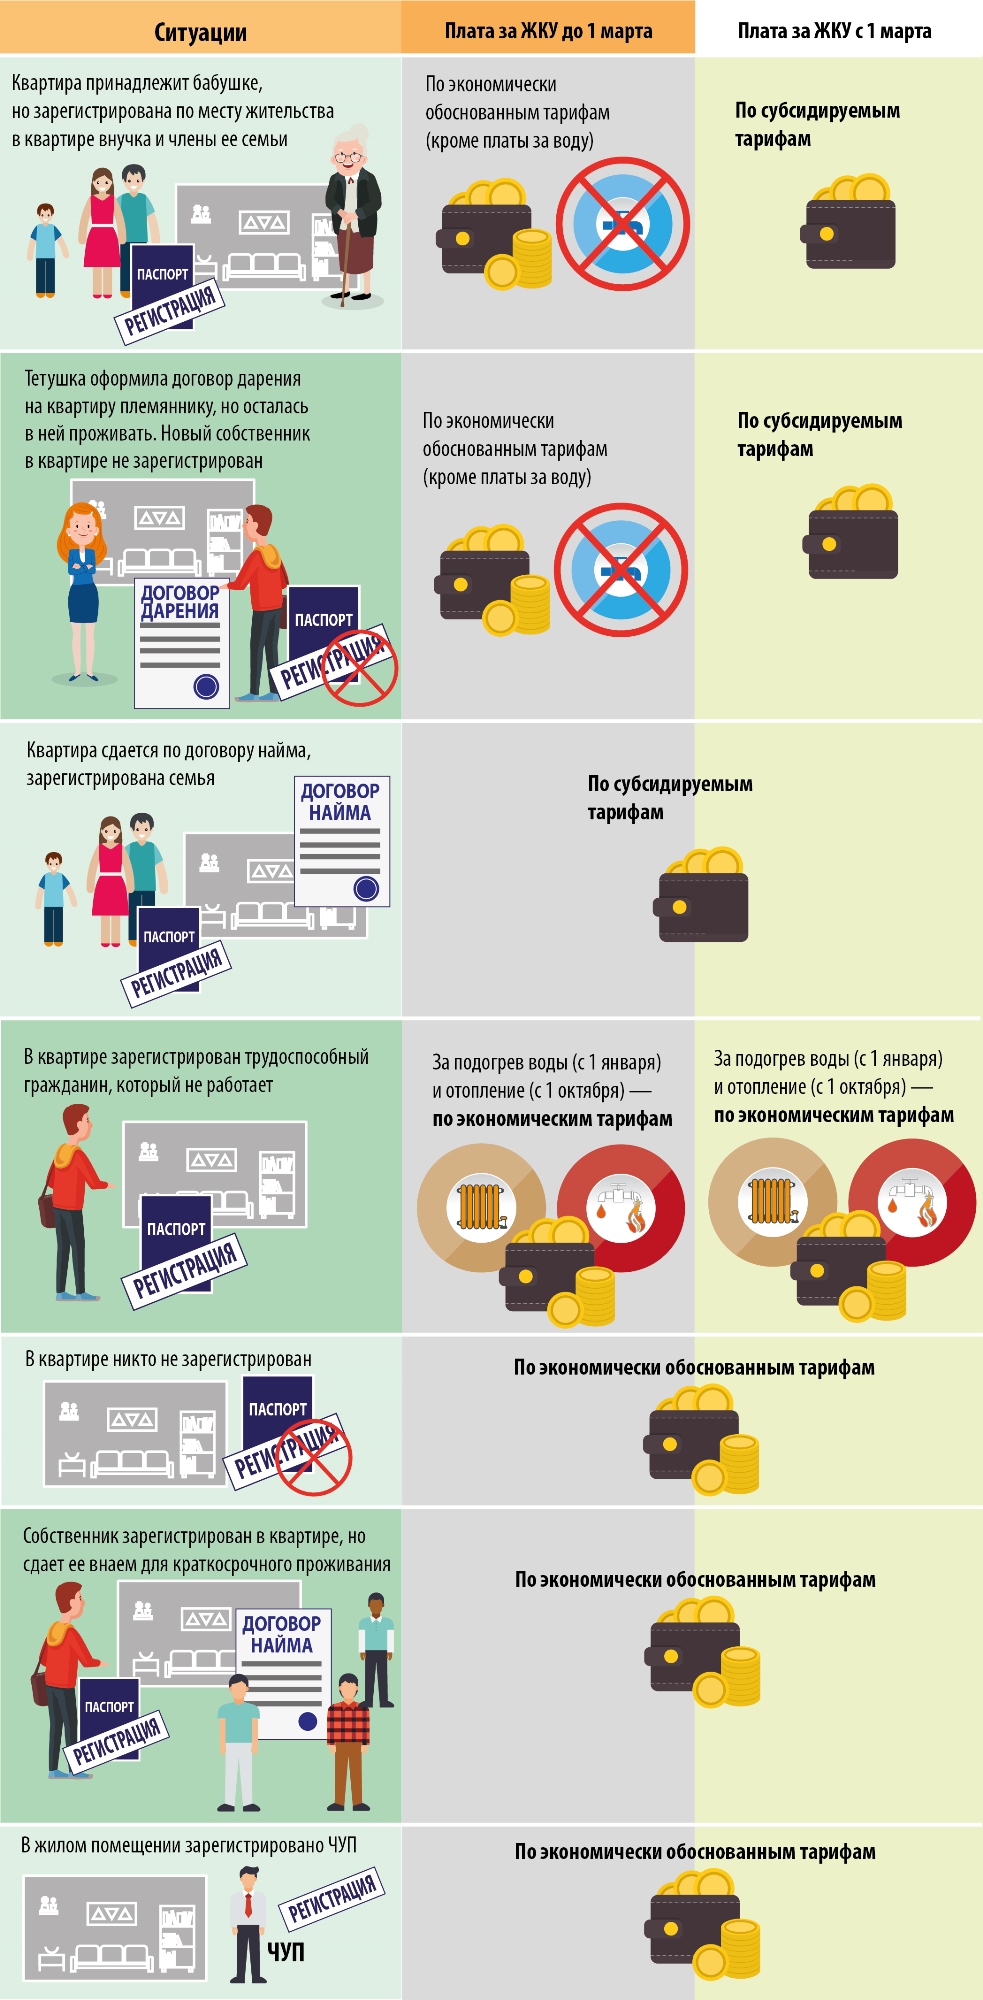 Ситуации
Плата за ЖКУ до 1 марта
Плата за ЖКУ с 1 марта
Квартира принадлежит бабушке,
но зарегистрирована по месту жительства
в квартире внучка и члены ее семьи
ПАСПОРТ
РЕГИСТРАЦИЯ
По экономически
обоснованным тарифам
(кроме платы за воду)
По субсидируемым
тарифам
Тетушка оформила договор дарения
на квартиру племяннику, но осталась
в ней проживать. Новый собственник
в квартире не зарегистрирован
ДОГОВОР
ДАРЕНИЯ
ПАСПОРТ
РЕГИСТРАЦИЯ
По экономически
обоснованным тарифам
(кроме платы за воду)
По субсидируемым
тарифам
Квартира сдается по договору найма,
зарегистрирована семья
ДОГОВОР
НАЙМА
ПАСПОРТ
РЕГИСТРАЦИЯ
По субсидируемым
тарифам
В квартире зарегистрирован трудоспособный
гражданин, который не работает
ПАСПОРТ
РЕГИСТРАЦИЯ
За подогрев воды (с 1 января)
и отопление (с 1 октября) —
по экономическим тарифам
За подогрев воды (с 1 января)
и отопление (с 1 октября) —
по экономическим тарифам
В квартире никто не зарегистрирован
ПАСПОРТ
РЕГИСТРАЦИЯ
По экономически обоснованным тарифам
Собственник зарегистрирован в квартире, но
сдает ее внаем для краткосрочного проживания
ДОГОВОР
НАЙМА
ПАСПОРТ
РЕГИСТРАЦИЯ
По экономически обоснованным тарифам
В жилом помещении зарегистрировано ЧУП
РЕГИСТРАЦИЯ
ЧУП
По экономически обоснованным тарифам